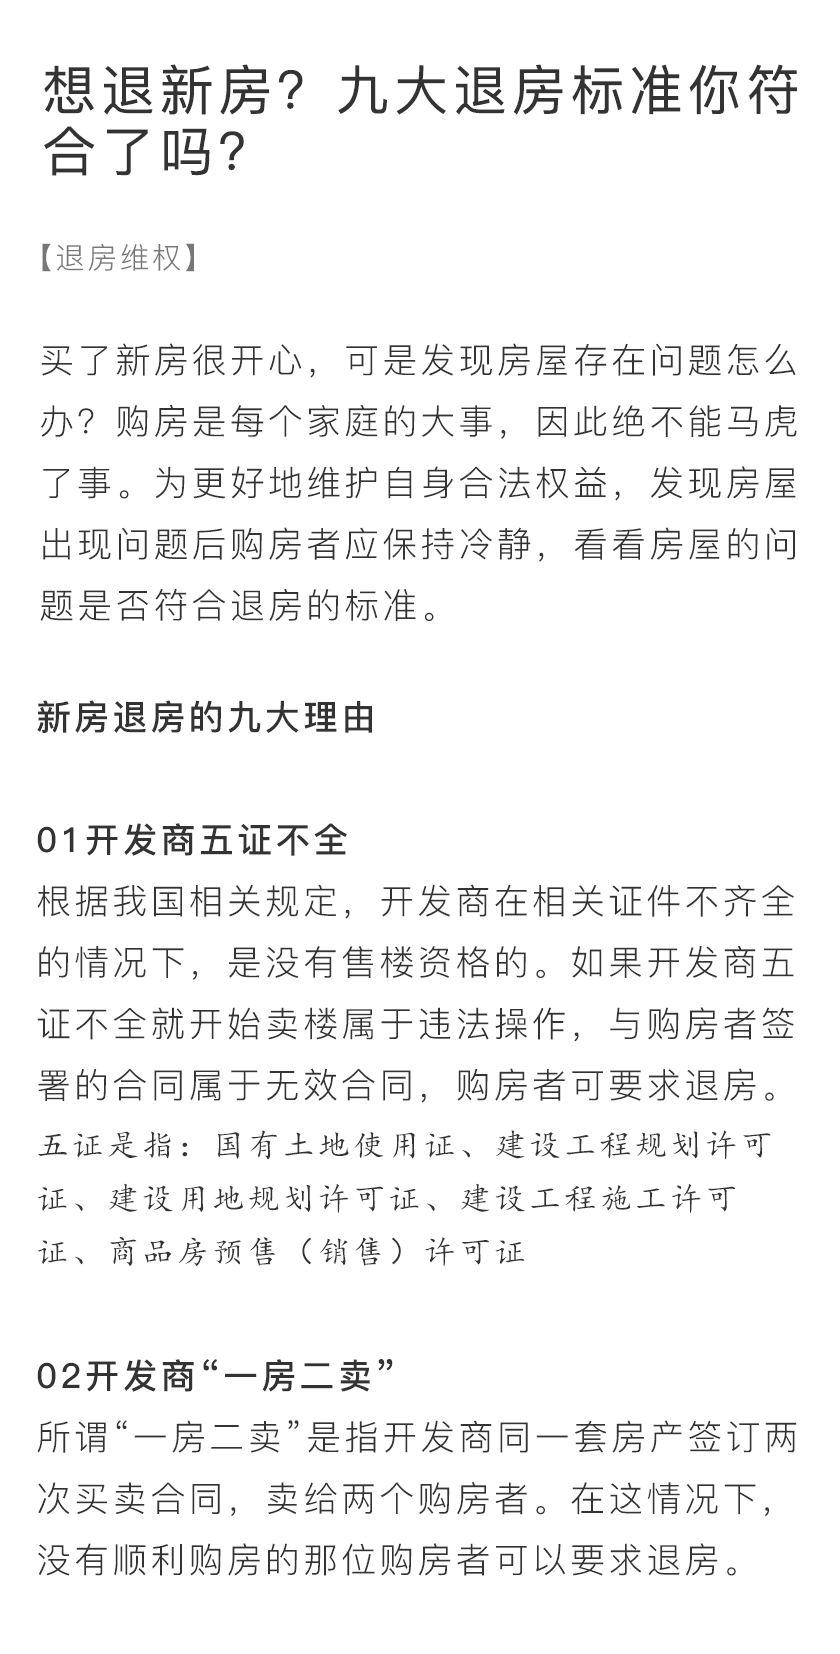 想退新房？九大退房标准你符
合了吗？
【退房维权】
买了新房很开心，可是发现房屋存在问题怎么
办？购房是每个家庭的大事，因此绝不能马虎
了事。为更好地维护自身合法权益，发现房屋
出现问题后购房者应保持冷静，看看房屋的问
题是否符合退房的标准。
新房退房的九大理由
01开发商五证不全
根据我国相关规定，开发商在相关证件不齐全
的情况下，是没有售楼资格的。如果开发商五
证不全就开始卖楼属于违法操作，与购房者签
署的合同属于无效合同，购房者可要求退房。
五证是指：国有土地使用证、建设工程规划许可
证、建设用地规划许可证、建设工程施工许可
证、商品房预售（销售）许可证
02开发商“一房二卖”
所谓“一房二卖”是指开发商同一套房产签订两
次买卖合同，卖给两个购房者。在这情况下，
没有顺利购房的那位购房者可以要求退房。